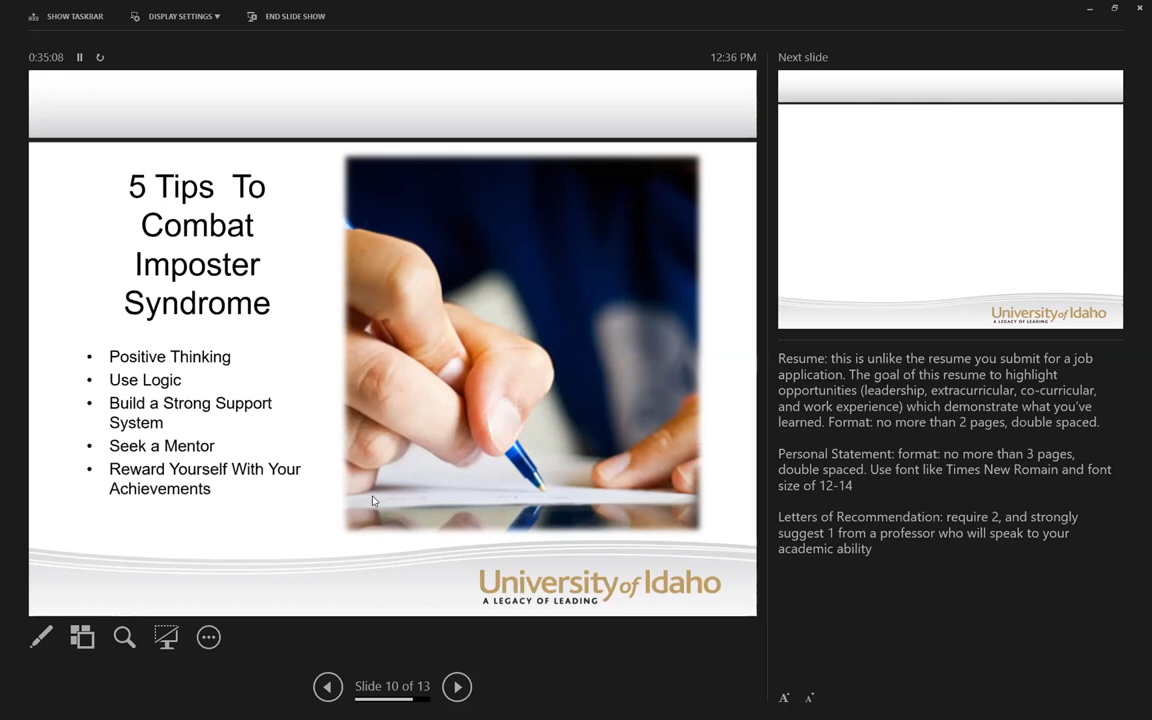 SHOW TASKBAR
DISPLAY SETTINGS ▼
END SLIDE SHOW
0:35:08
12:36 PM
Next slide
5 Tips To
Combat
Imposter
Syndrome
• Positive Thinking
• Use Logic
• Build a Strong Support
System
• Seek a Mentor
• Reward Yourself With Your
Achievements
University of Idaho
A LEGACY OF LEADING
Slide 10 of 13
University of Idaho
A LEGACY OF LEADING
Resume: this is unlike the resume you submit for a job
application. The goal of this resume to highlight
opportunities (leadership, extracurricular, co-curricular,
and work experience) which demonstrate what you've
learned. Format: no more than 2 pages, double spaced.
Personal Statement: format: no more than 3 pages,
double spaced. Use font like Times New Romain and font
size of 12-14
Letters of Recommendation: require 2, and strongly
suggest 1 from a professor who will speak to your
academic ability
A A